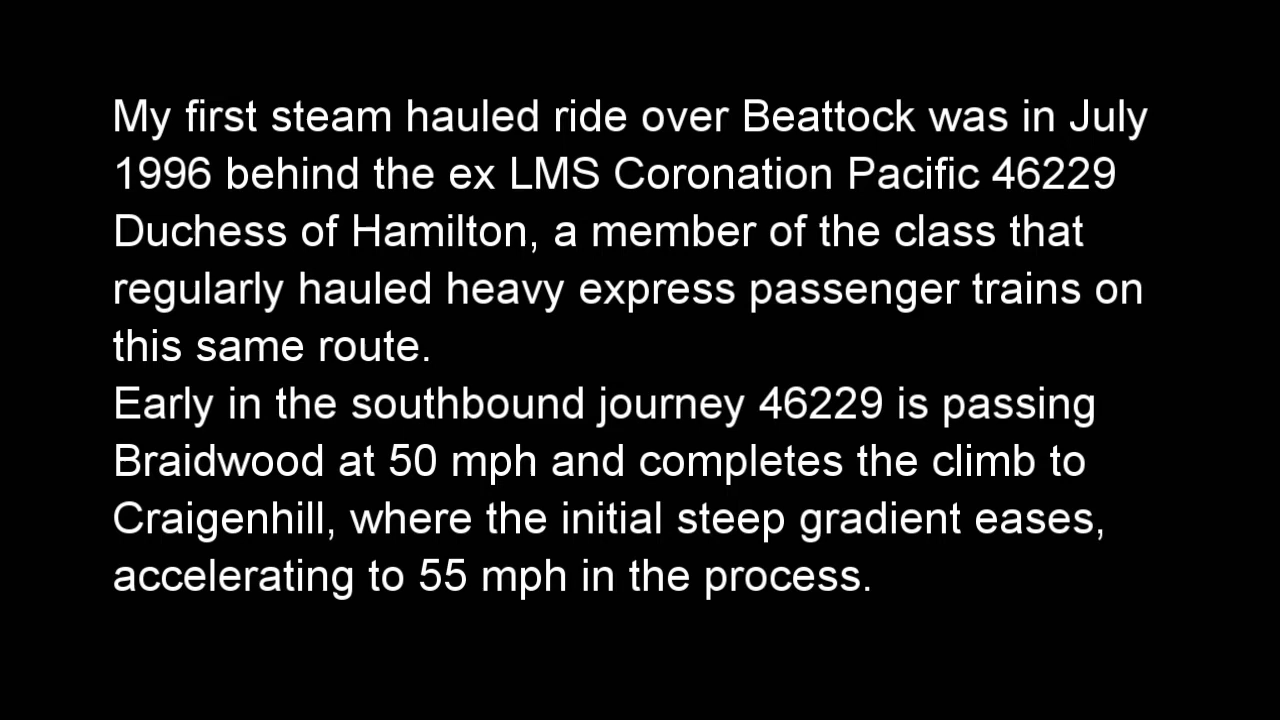 My first steam hauled ride over Beattock was in July
1996 behind the ex LMS Coronation Pacific 46229
Duchess of Hamilton, a member of the class that
regularly hauled heavy express passenger trains on
this same route.
Early in the southbound journey 46229 is passing
Braidwood at 50 mph and completes the climb to
Craigenhill, where the initial steep gradient eases,
accelerating to 55 mph in the process.